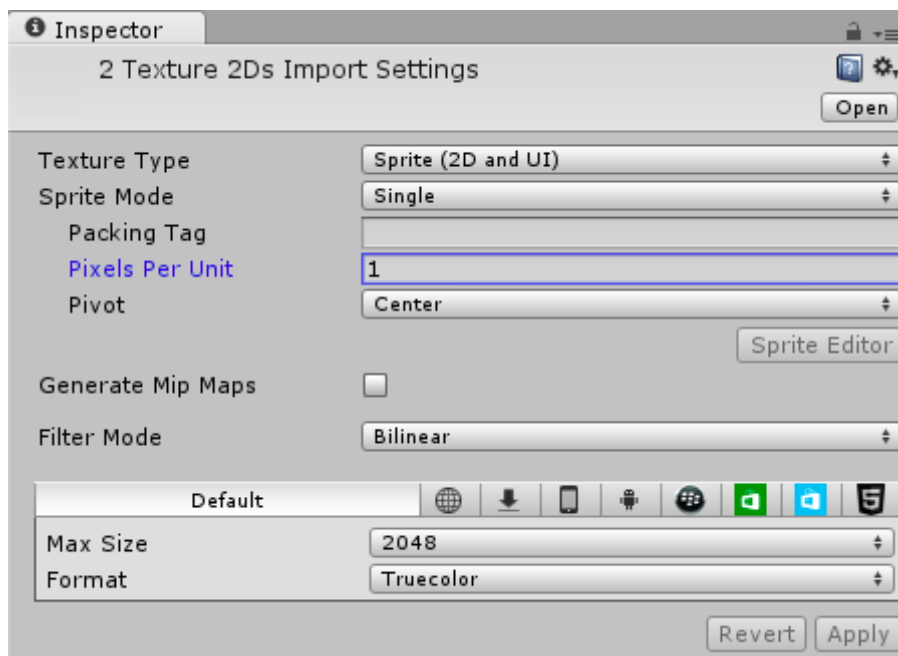 Inspector
2 Texture 2Ds Import Settings
Open
Texture Type Sprite (2D and UI)
Sprite Mode Single
Packing Tag
Pixels Per Unit 1
Pivot Center
Sprite Editor
Generate Mip Maps
Filter Mode Bilinear
Default
Max Size 2048
Format Truecolor
Revert Apply